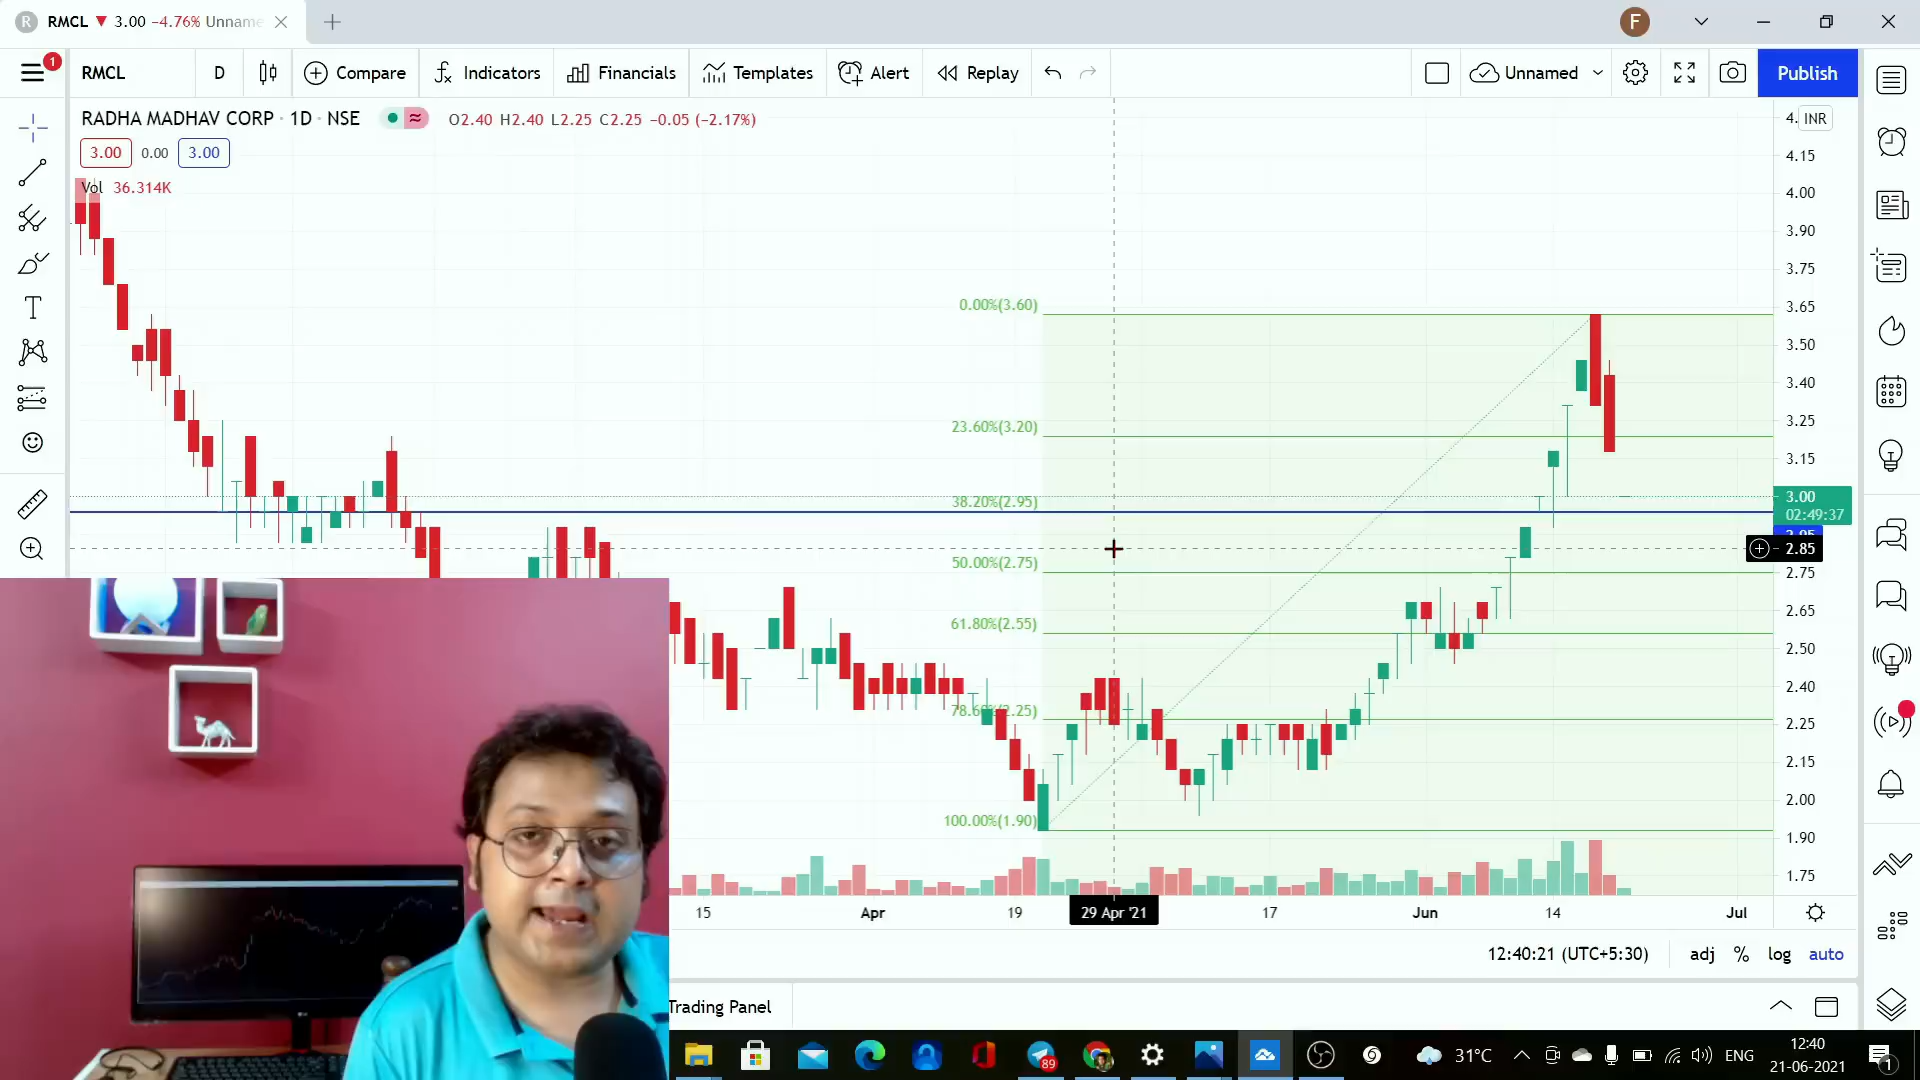 R RMCL ▼ 3.00 −4.76% Unname
F
1
RMCL D Compare Indicators Financials Templates Alert Replay Unnamed Publish
RADHA MADHAV CORP · 1D · NSE O2.40 H2.40 L2.25 C2.25 −0.05 (−2.17%)
INR
3.00 0.00 3.00
Vol 36.314K
4.15
4.00
3.90
3.75
0.00%(3.60)
3.65
3.50
3.40
23.60%(3.20)
3.25
3.15
38.20%(2.95)
3.00
02:49:37
2.85
50.00%(2.75)
2.75
61.80%(2.55)
2.65
2.50
2.40
78.60%(2.25)
2.25
2.15
100.00%(1.90)
2.00
1.90
1.75
15 Apr 19 29 Apr '21 17 Jun 14 Jul
12:40:21 (UTC+5:30) adj % log auto
Trading Panel
89
31°C ENG 12:40
21-06-2021
1